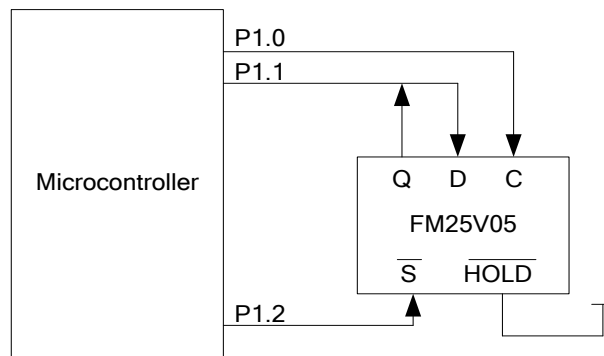 P1.0
P1.1
Microcontroller
Q D C
FM25V05
S HOLD
P1.2